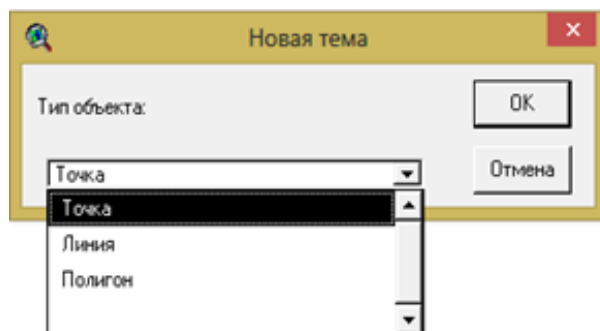 Новая тема
Тип объекта:
OK
Точка
Отмена
Точка
Линия
Полигон